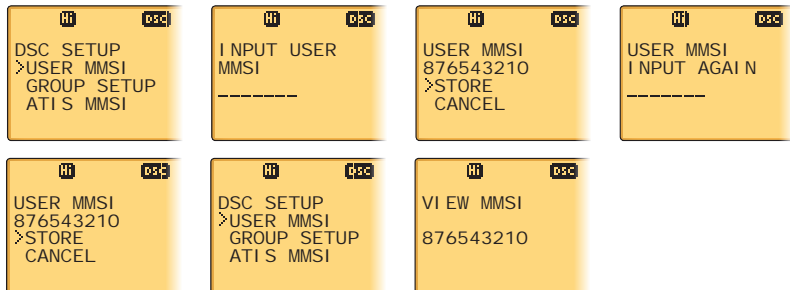 Hi DSC
DSC SETUP
>USER MMSI
GROUP SETUP
ATIS MMSI
Hi DSC
INPUT USER
MMSI
_______
Hi DSC
USER MMSI
876543210
>STORE
CANCEL
Hi DSC
USER MMSI
INPUT AGAIN
_______
Hi DSC
USER MMSI
876543210
>STORE
CANCEL
Hi DSC
DSC SETUP
>USER MMSI
GROUP SETUP
ATIS MMSI
Hi DSC
VIEW MMSI
876543210